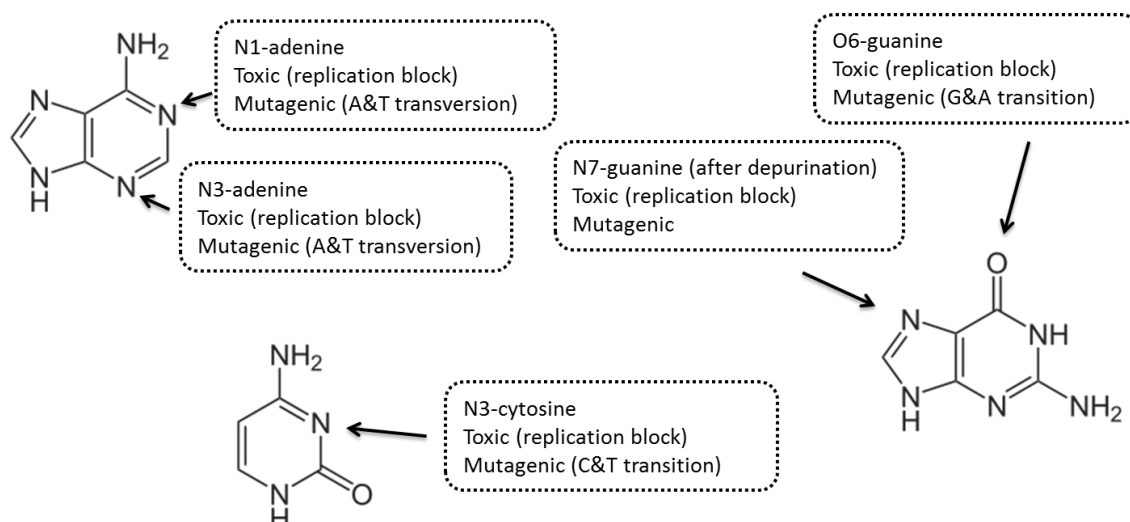 NH2
N
N
N
H
N
N1-adenine
Toxic (replication block)
Mutagenic (A&T transversion)
N3-adenine
Toxic (replication block)
Mutagenic (A&T transversion)
O6-guanine
Toxic (replication block)
Mutagenic (G&A transition)
N7-guanine (after depurination)
Toxic (replication block)
Mutagenic
O
N
NH
N
H
N
NH2
NH2
N
N
H
O
N3-cytosine
Toxic (replication block)
Mutagenic (C&T transition)